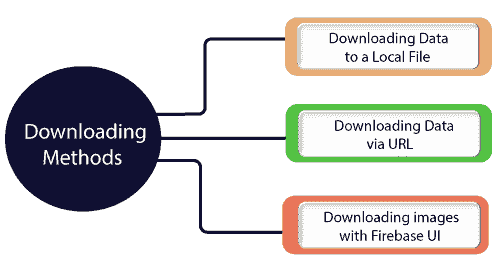 Downloading
Methods
Downloading Data
to a Local File
Downloading Data
via URL
Downloading images
with Firebase UI